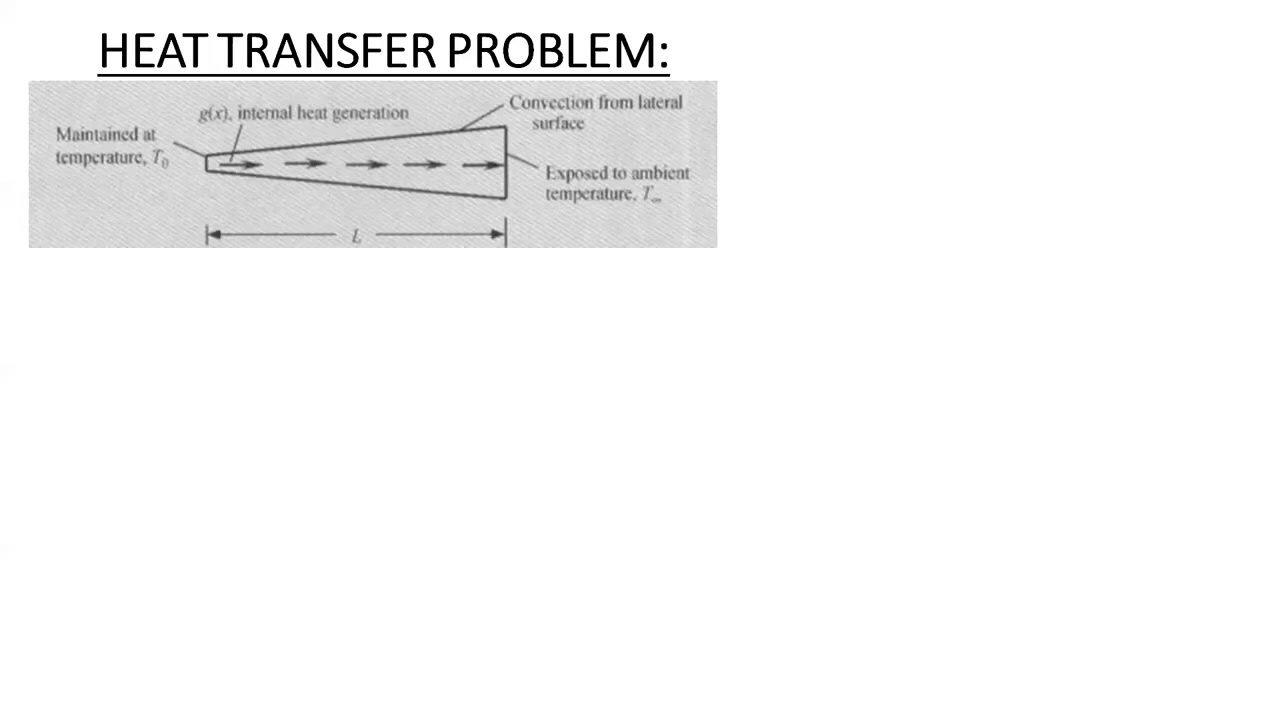 HEAT TRANSFER PROBLEM:
g(x), internal heat generation
Convection from lateral
surface
Maintained at
temperature, T₀
Exposed to ambient
temperature, T∞
L